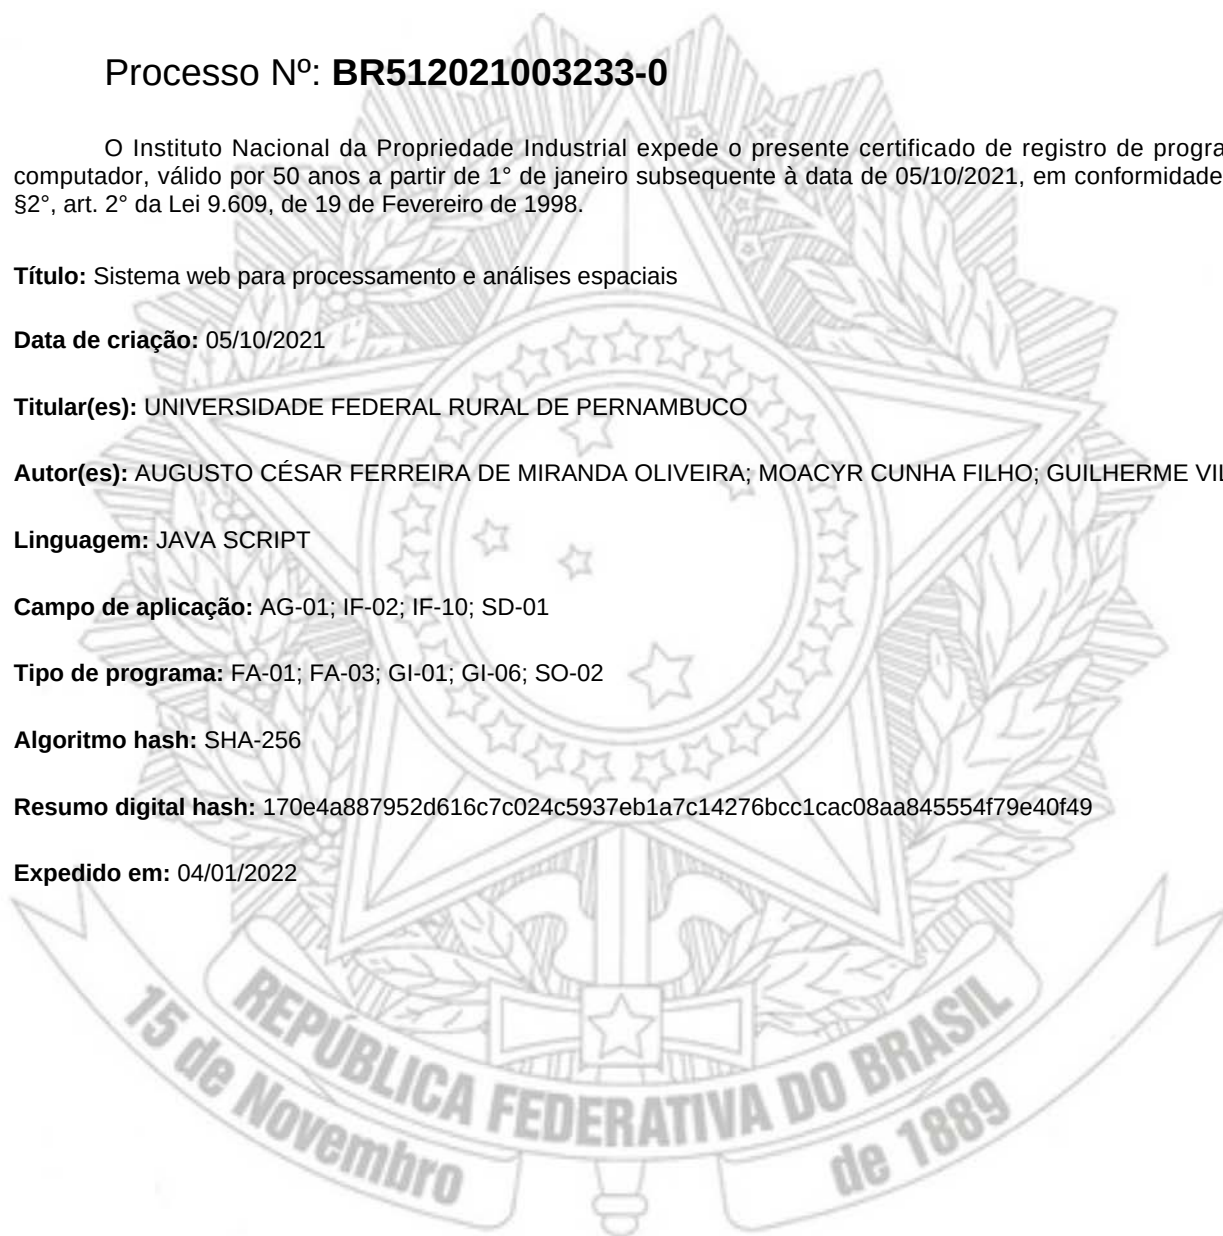 Processo Nº: BR512021003233-0
O Instituto Nacional da Propriedade Industrial expede o presente certificado de registro de progra
computador, válido por 50 anos a partir de 1° de janeiro subsequente à data de 05/10/2021, em conformidade
§2°, art. 2° da Lei 9.609, de 19 de Fevereiro de 1998.
Título: Sistema web para processamento e análises espaciais
Data de criação: 05/10/2021
Titular(es): UNIVERSIDADE FEDERAL RURAL DE PERNAMBUCO
Autor(es): AUGUSTO CÉSAR FERREIRA DE MIRANDA OLIVEIRA; MOACYR CUNHA FILHO; GUILHERME VIL
Linguagem: JAVA SCRIPT
Campo de aplicação: AG-01; IF-02; IF-10; SD-01
Tipo de programa: FA-01; FA-03; GI-01; GI-06; SO-02
Algoritmo hash: SHA-256
Resumo digital hash: 170e4a887952d616c7c024c5937eb1a7c14276bcc1cac08aa845554f79e40f49
Expedido em: 04/01/2022
REPÚBLICA FEDERATIVA DO BRASIL
15 de Novembro de 1889